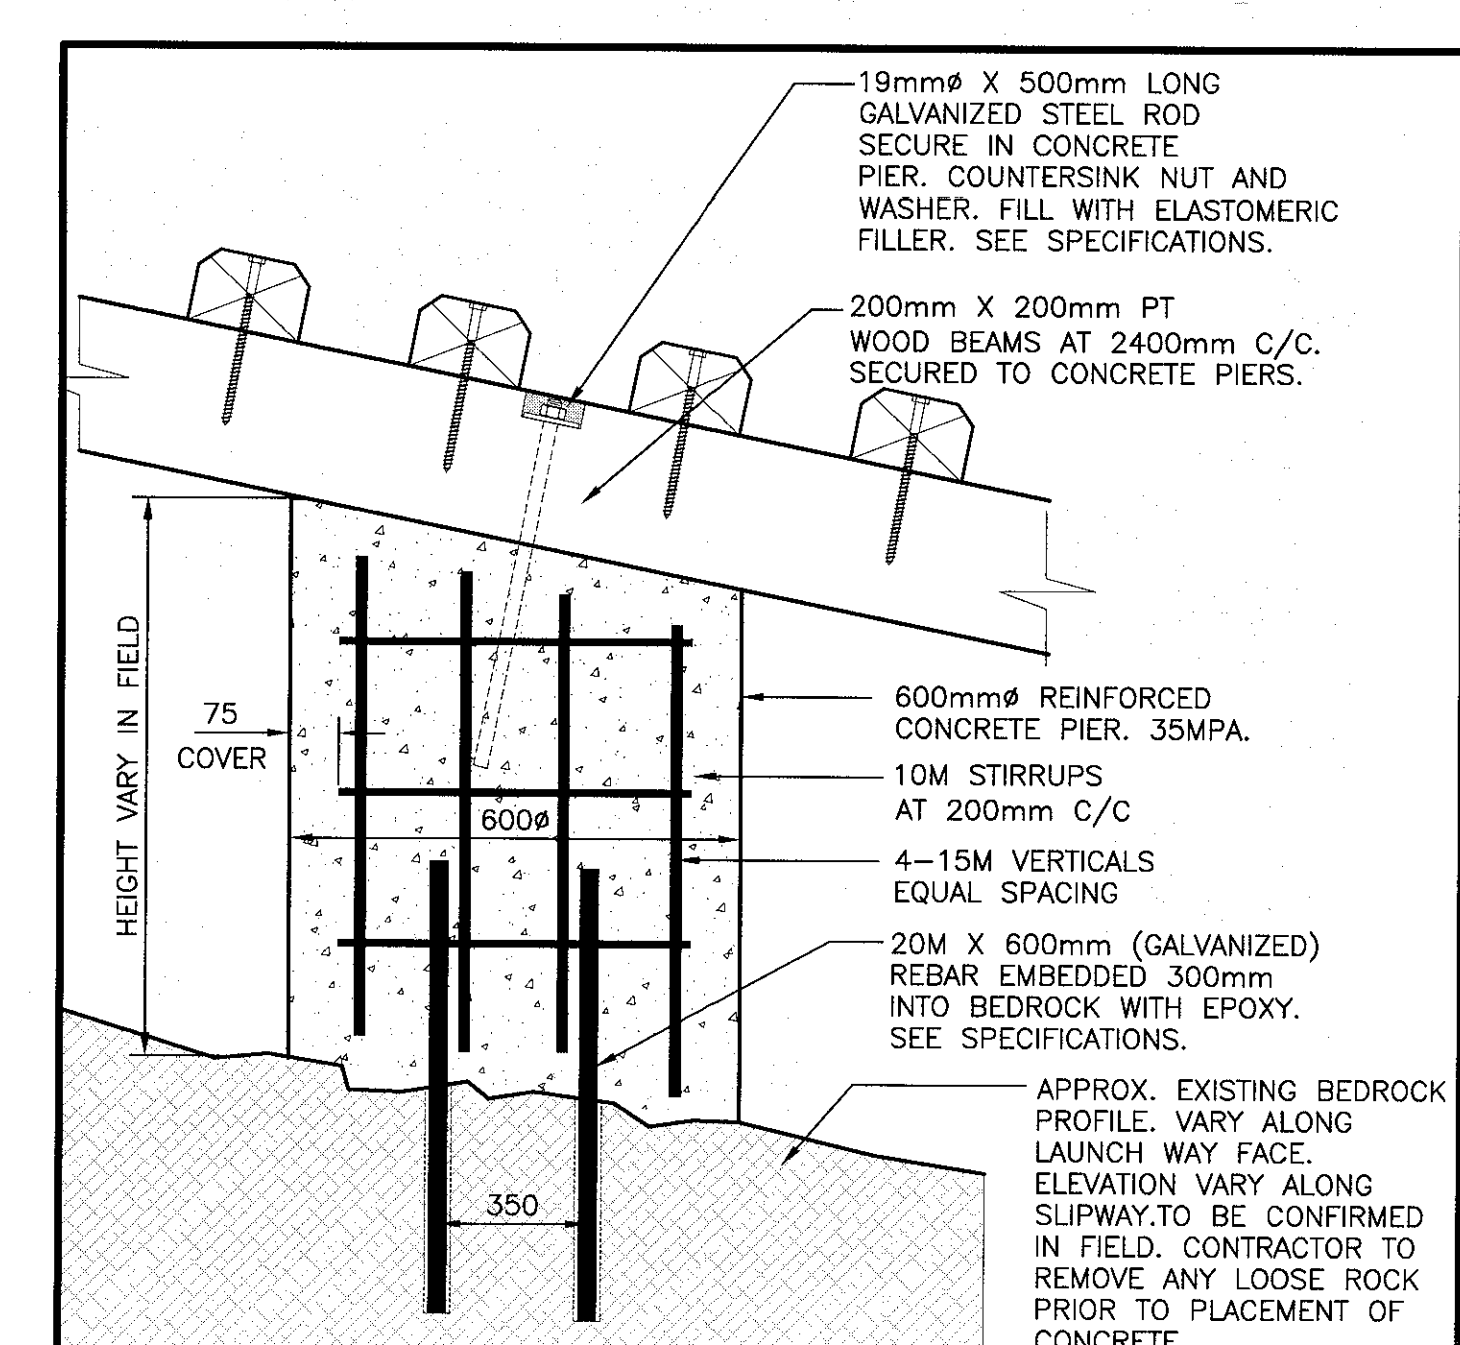 19mmø X 500mm LONG
GALVANIZED STEEL ROD
SECURE IN CONCRETE
PIER. COUNTERSINK NUT AND
WASHER. FILL WITH ELASTOMERIC
FILLER. SEE SPECIFICATIONS.
200mm X 200mm PT
WOOD BEAMS AT 2400mm C/C.
SECURED TO CONCRETE PIERS.
HEIGHT VARY IN FIELD
75
COVER
600ø
600mmø REINFORCED
CONCRETE PIER. 35MPA.
10M STIRRUPS
AT 200mm C/C
4-15M VERTICALS
EQUAL SPACING
20M X 600mm (GALVANIZED)
REBAR EMBEDDED 300mm
INTO BEDROCK WITH EPOXY.
SEE SPECIFICATIONS.
350
APPROX. EXISTING BEDROCK
PROFILE. VARY ALONG
LAUNCH WAY FACE.
ELEVATION VARY ALONG
SLIPWAY.TO BE CONFIRMED
IN FIELD. CONTRACTOR TO
REMOVE ANY LOOSE ROCK
PRIOR TO PLACEMENT OF
CONCRETE